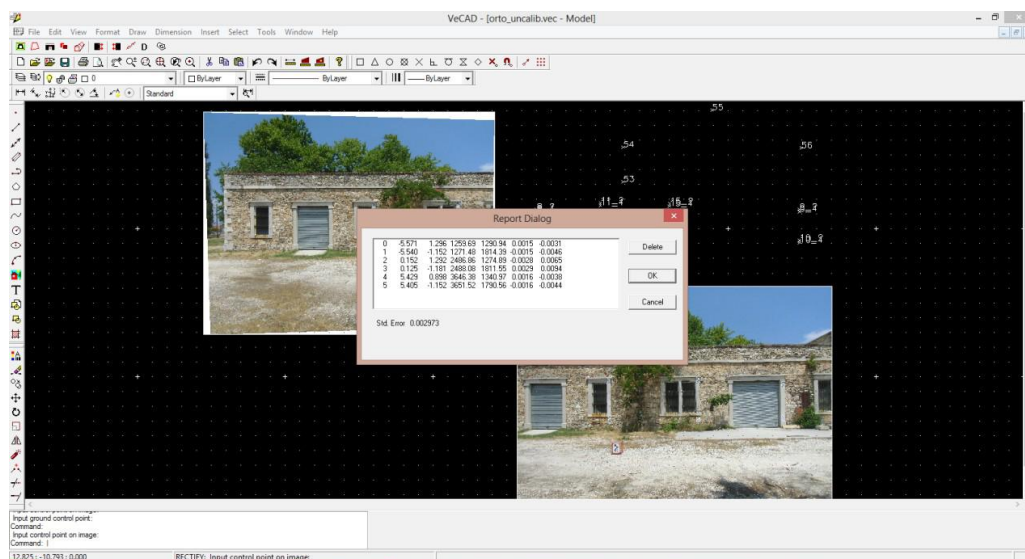 VeCAD - [orto_uncalib.vec - Model]
File Edit View Format Draw Dimension Insert Select Tools Window Help
0 ByLayer ByLayer ByLayer
Standard
55
54 56
53
Report Dialog
0 -5.571 1.296 1259.69 1290.94 0.0015 -0.0031
1 -5.540 -1.152 1271.48 1814.39 -0.0015 -0.0046
2 0.152 1.292 2486.86 1274.89 -0.0028 0.0065
3 0.125 -1.181 2488.08 1811.55 0.0029 0.0094
4 5.429 0.898 3646.38 1340.97 0.0016 -0.0038
5 5.405 -1.152 3651.52 1790.56 -0.0016 -0.0044
Delete
OK
Cancel
Std. Error 0.002973
Input ground control point:
Command:
Input control point on image:
Command:
12.825 : -10.793 : 0.000 RECTIFY: Input control point on image: